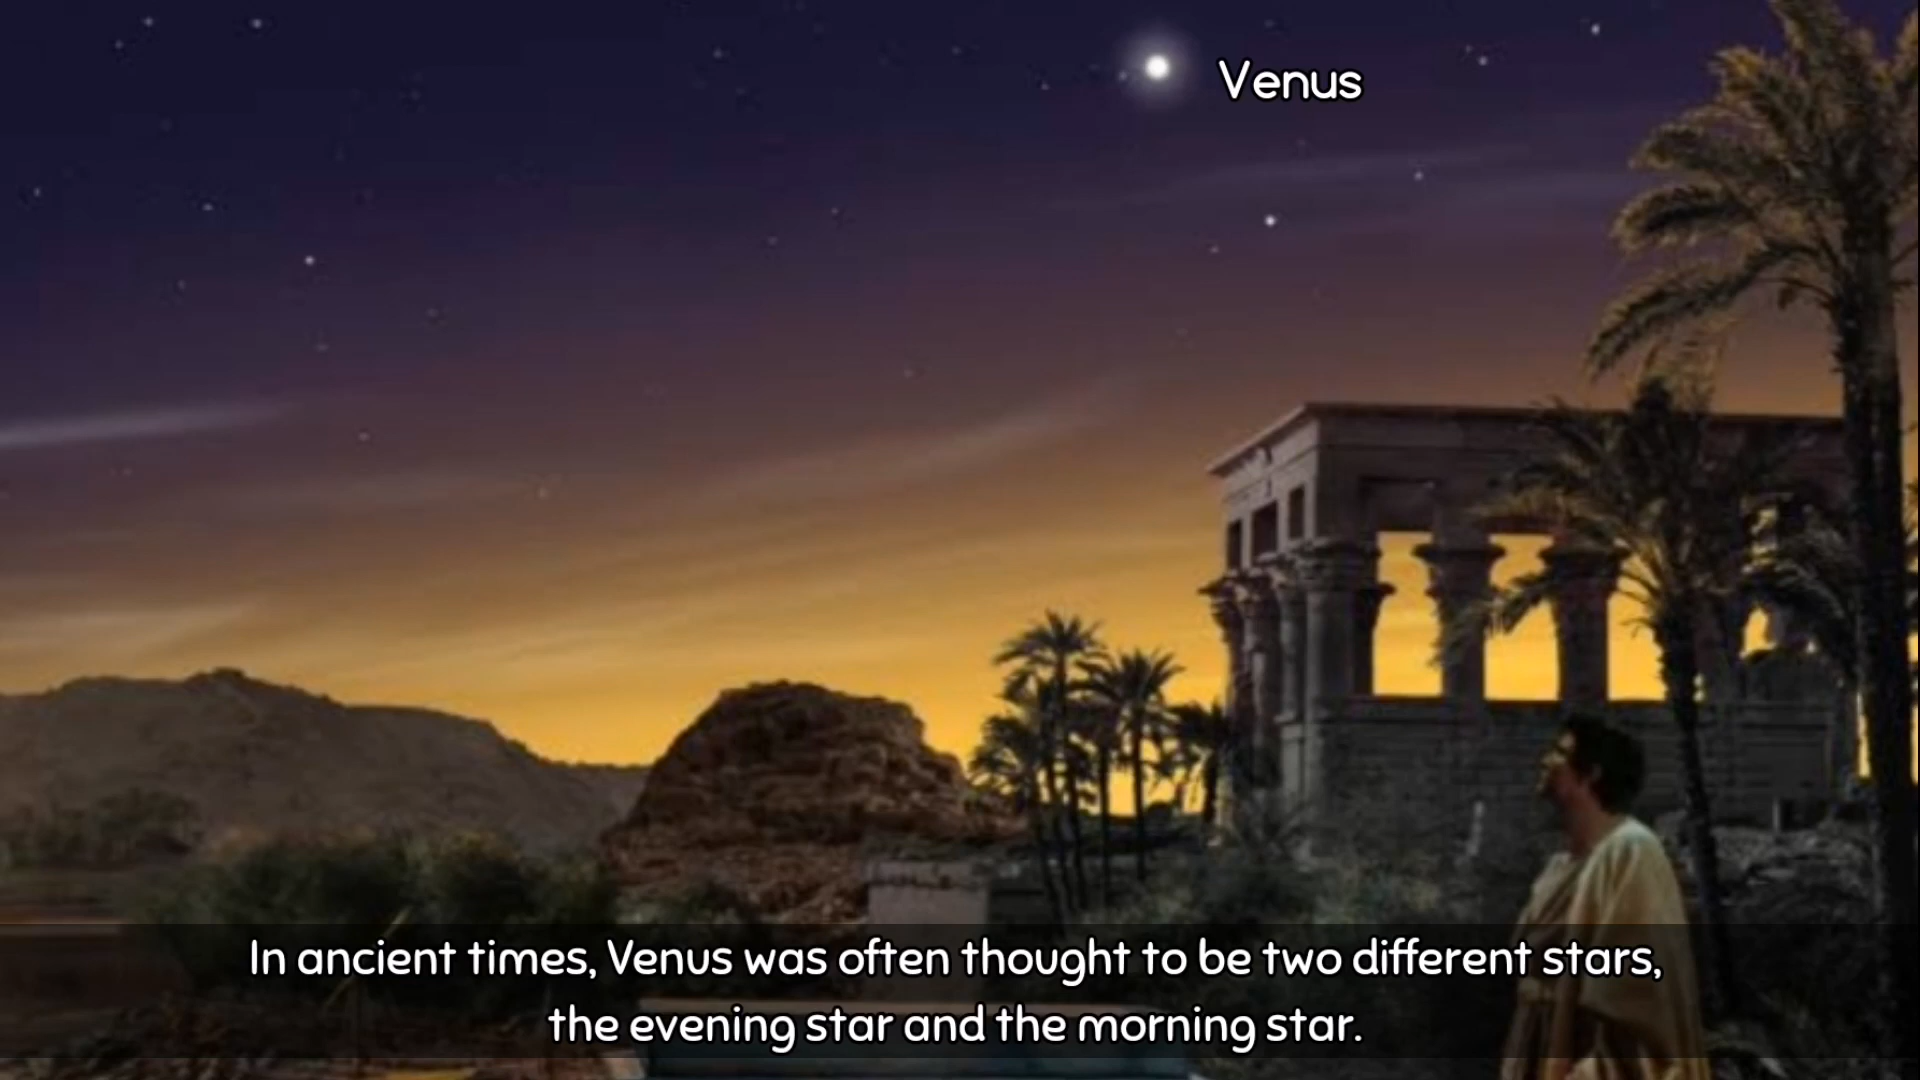 Venus
In ancient times, Venus was often thought to be two different stars,
the evening star and the morning star.